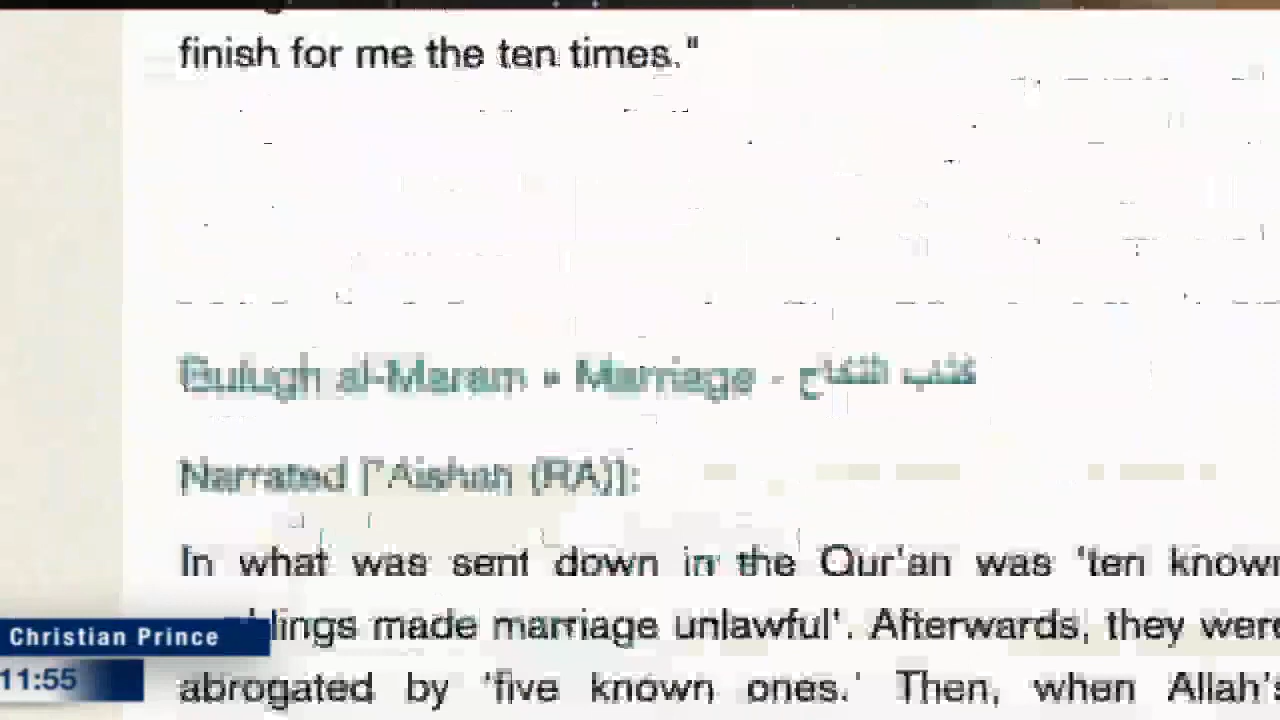 finish for me the ten times."
Bulugh al-Maram » Marriage - كتاب النكاح
Narrated ['Aishah (RA)]:
In what was sent down in the Qur'an was 'ten known
lings made marriage unlawful'. Afterwards, they were
Christian Prince
11:55
abrogated by 'five known ones.' Then, when Allah's